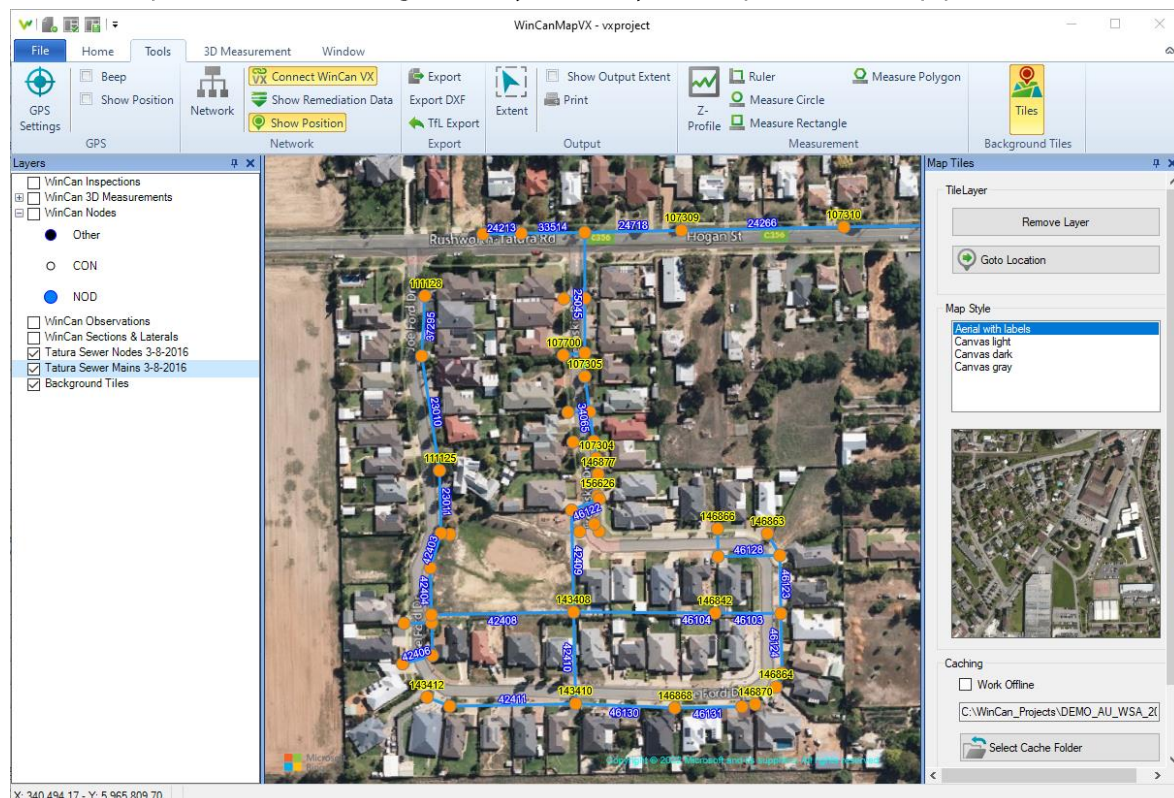 WinCanMapVX - vxproject
File Home Tools 3D Measurement Window
GPS Settings
Beep
Show Position
GPS
Network
Connect WinCan VX
Show Remediation Data
Show Position
Network
Export
Export DXF
TfL Export
Export
Extent
Show Output Extent
Print
Output
Z-Profile
Ruler
Measure Circle
Measure Rectangle
Measure Polygon
Measurement
Tiles
Background Tiles
Layers
WinCan Inspections
WinCan 3D Measurements
WinCan Nodes
Other
CON
NOD
WinCan Observations
WinCan Sections & Laterals
Tatura Sewer Nodes 3-8-2016
Tatura Sewer Mains 3-8-2016
Background Tiles
107309 107310
24213 33514 24718 24266
Hogan St C356
111128
25045
37295
107700
107305
23010
34065
107304
111125
146877
156626
23011
46122
146866 146863
42403
42409
46128
42404
46123
143408 146842
42408 46104 46103
42406
42410
46124
146864
143412 143410 146868 146870
42411 46130 46131
Map Tiles
TileLayer
Remove Layer
Goto Location
Map Style
Aerial with labels
Canvas light
Canvas dark
Canvas gray
Caching
Work Offline
C:\WinCan_Projects\DEMO_AU_WSA_2(
Select Cache Folder
X: 340,494.17 - Y: 5,965,809.70